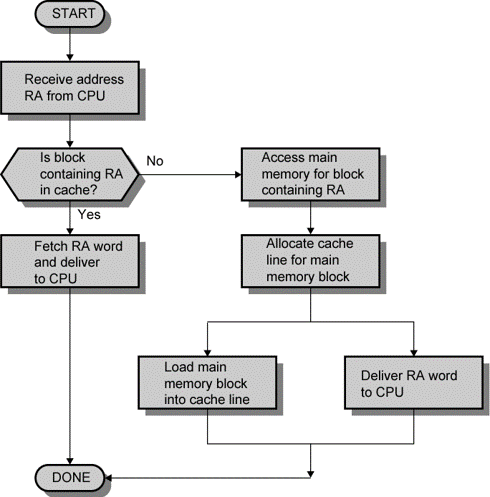 START
Receive address
RA from CPU
Is block
containing RA
in cache?
No
Access main
memory for block
containing RA
Yes
Fetch RA word
and deliver
to CPU
Allocate cache
line for main
memory block
Load main
memory block
into cache line
Deliver RA word
to CPU
DONE